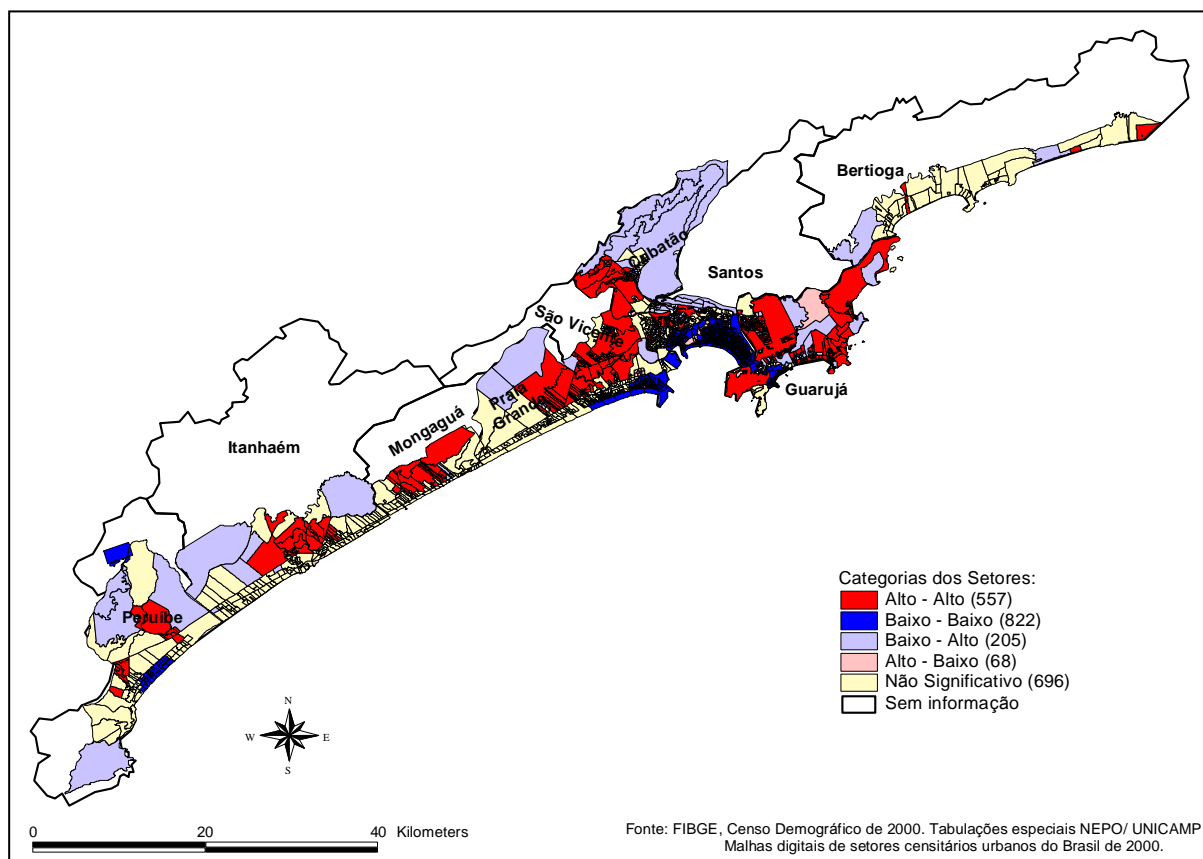 Bertioga
Cubatão
Santos
São Vicente
Guarujá
Praia
Grande
Mongaguá
Itanhaém
Peruíbe
Categorias dos Setores:
Alto - Alto (557)
Baixo - Baixo (822)
Baixo - Alto (205)
Alto - Baixo (68)
Não Significativo (696)
Sem informação
N
W E
S
0 20 40 Kilometers
Fonte: FIBGE, Censo Demográfico de 2000. Tabulações especiais NEPO/ UNICAMP
Malhas digitais de setores censitários urbanos do Brasil de 2000.